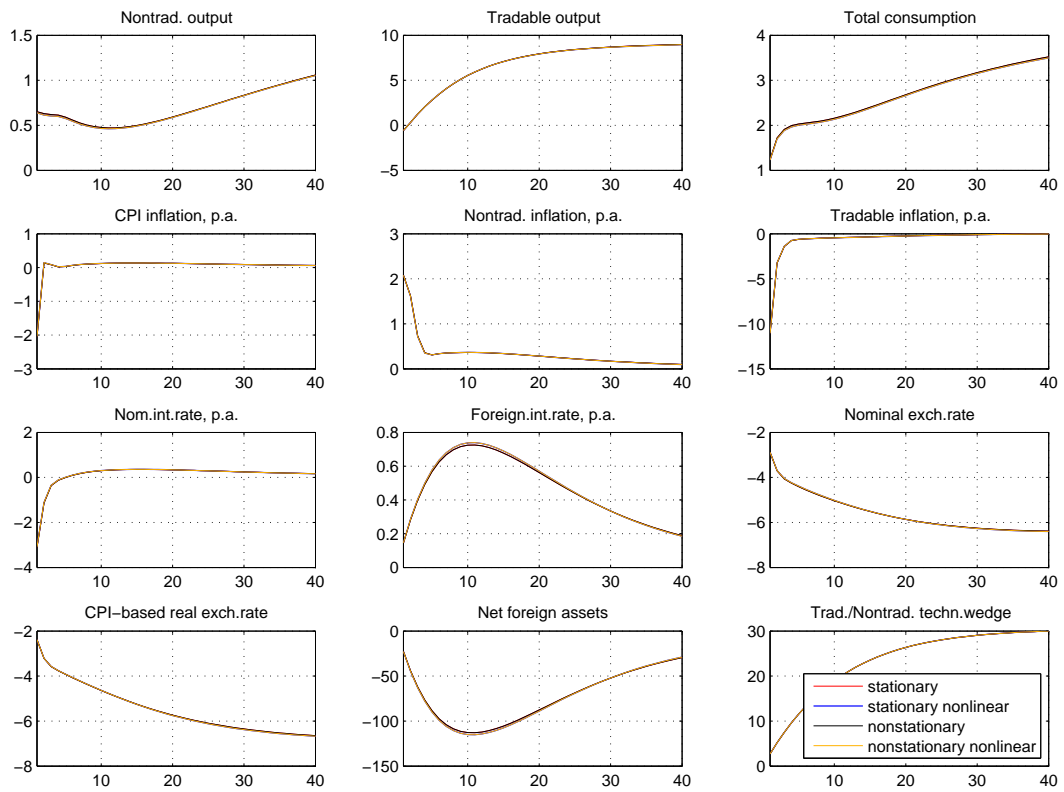 Nontrad. output
1.5
1
0.5
0
10 20 30 40
Tradable output
10
5
0
−5
10 20 30 40
Total consumption
4
3
2
1
10 20 30 40
CPI inflation, p.a.
1
0
−1
−2
−3
10 20 30 40
Nontrad. inflation, p.a.
3
2
1
0
10 20 30 40
Tradable inflation, p.a.
0
−5
−10
−15
10 20 30 40
Nom.int.rate, p.a.
2
0
−2
−4
10 20 30 40
Foreign.int.rate, p.a.
0.8
0.6
0.4
0.2
0
10 20 30 40
Nominal exch.rate
−2
−4
−6
−8
10 20 30 40
CPI−based real exch.rate
−2
−4
−6
−8
10 20 30 40
Net foreign assets
0
−50
−100
−150
10 20 30 40
Trad./Nontrad. techn.wedge
30
20
10
0
10 20 30 40
stationary
stationary nonlinear
nonstationary
nonstationary nonlinear